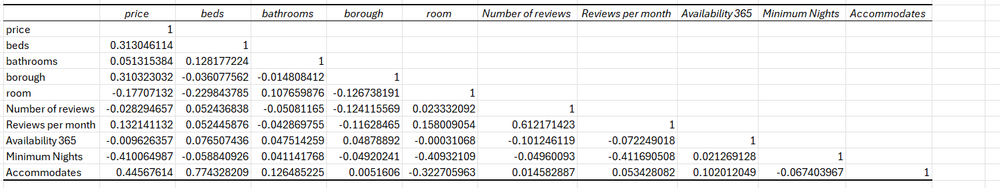 price beds bathrooms borough room Number of reviews Reviews per month Availability 365 Minimum Nights Accommodates
price 1
beds 0.313046114 1
bathrooms 0.051315384 0.128177224 1
borough 0.310323032 -0.036077562 -0.014808412 1
room -0.17707132 -0.229843785 0.107659876 -0.126738191 1
Number of reviews -0.028294657 0.052436838 -0.05081165 -0.124115569 0.023332092 1
Reviews per month 0.132141132 0.052445876 -0.042869755 -0.11628465 0.158009054 0.612171423 1
Availability 365 -0.009626357 0.076507436 0.047514259 0.04878892 -0.00031068 -0.101246119 -0.072249018 1
Minimum Nights -0.410064987 -0.058840926 0.041141768 -0.04920241 -0.40932109 -0.04960093 -0.411690508 0.021269128 1
Accommodates 0.44567614 0.774328209 0.126485225 0.0051606 -0.322705963 0.014582887 0.053428082 0.102012049 -0.067403967 1